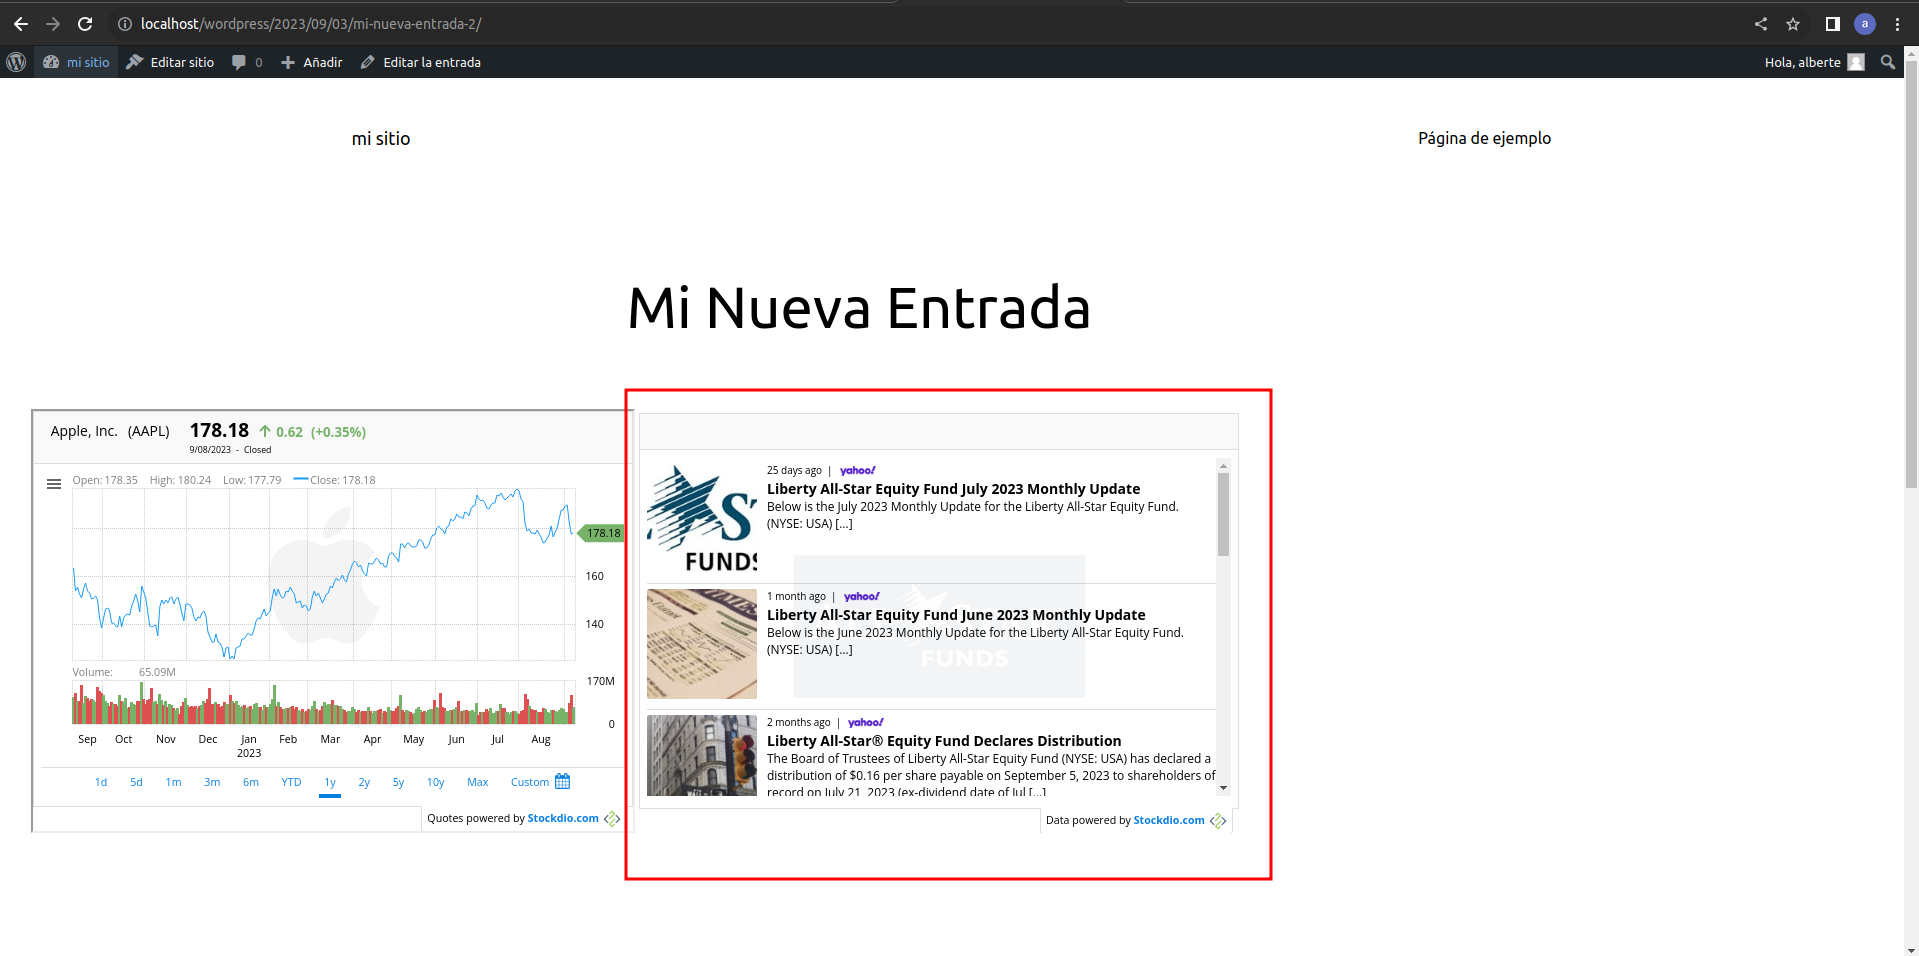 localhost/wordpress/2023/09/03/mi-nueva-entrada-2/
a
mi sitio
Editar sitio
0
Añadir
Editar la entrada
Hola, alberte
mi sitio
Página de ejemplo
Mi Nueva Entrada
Apple, Inc. (AAPL) 178.18 0.62 (+0.35%)
9/08/2023 - Closed
Open: 178.35 High: 180.24 Low: 177.79 Close: 178.18
178.18
160
140
Volume: 65.09M
170M
0
Sep Oct Nov Dec Jan Feb Mar Apr May Jun Jul Aug
2023
1d 5d 1m 3m 6m YTD 1y 2y 5y 10y Max Custom
Quotes powered by Stockdio.com
ST
FUNDS
25 days ago | yahoo!
Liberty All-Star Equity Fund July 2023 Monthly Update
Below is the July 2023 Monthly Update for the Liberty All-Star Equity Fund.
(NYSE: USA) [...]
1 month ago | yahoo!
Liberty All-Star Equity Fund June 2023 Monthly Update
Below is the June 2023 Monthly Update for the Liberty All-Star Equity Fund.
(NYSE: USA) [...]
FUNDS
2 months ago | yahoo!
Liberty All-Star® Equity Fund Declares Distribution
The Board of Trustees of Liberty All-Star Equity Fund (NYSE: USA) has declared a
distribution of $0.16 per share payable on September 5, 2023 to shareholders of
record on July 21, 2023 (ex-dividend date of Jul [...]
Data powered by Stockdio.com